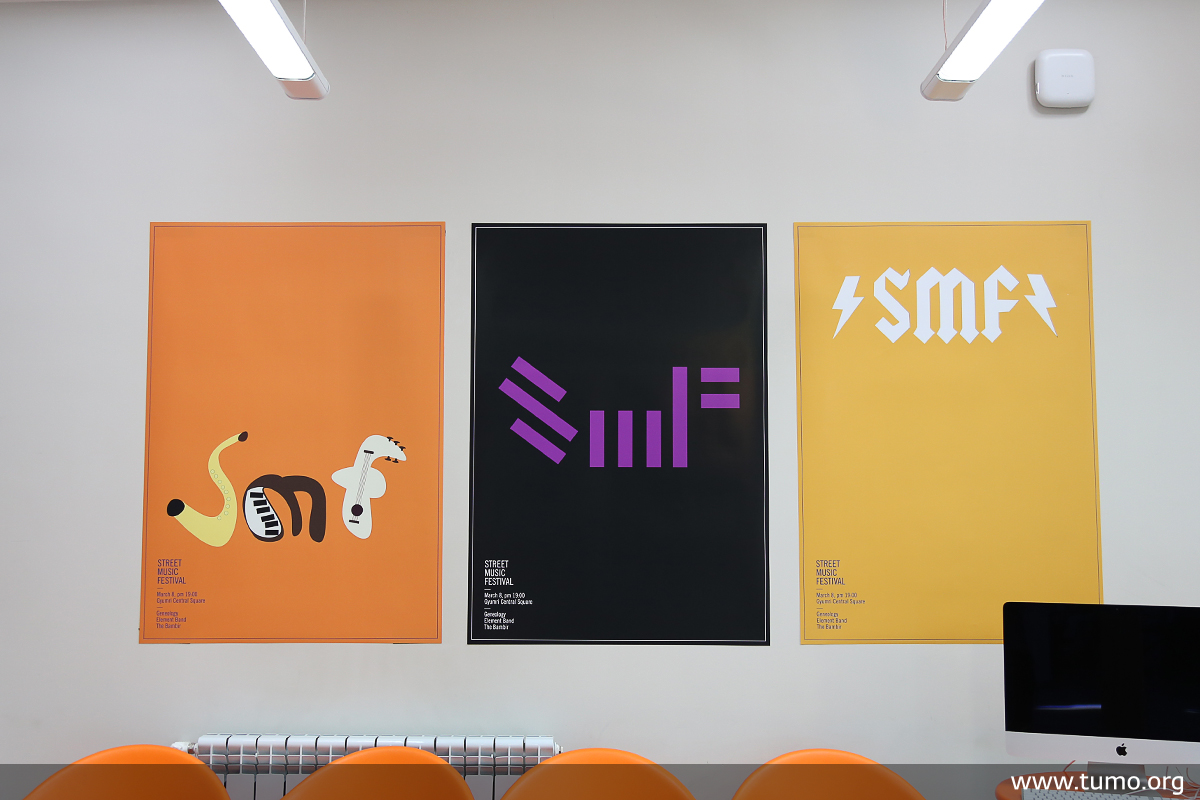 smf
STREET
MUSIC
FESTIVAL
March 8, pm 19:00
Gyumri Central Square
Genealogy
Element Band
The Bambir
SmF
STREET
MUSIC
FESTIVAL
March 8, pm 19:00
Gyumri Central Square
Genealogy
Element Band
The Bambir
SMF
STREET
MUSIC
FESTIVAL
March 8, pm 19:00
Gyumri Central Square
Genealogy
Element Band
The Bambir
www.tumo.org